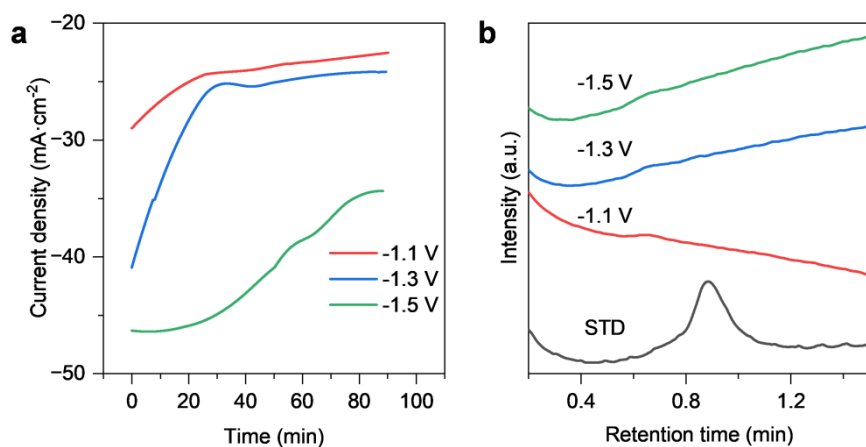 a
−20
−30
−40
−50
Current density (mA·cm⁻²)
-1.1 V
-1.3 V
-1.5 V
0 20 40 60 80 100
Time (min)
b
Intensity (a.u.)
-1.5 V
-1.3 V
-1.1 V
STD
0.4 0.8 1.2
Retention time (min)